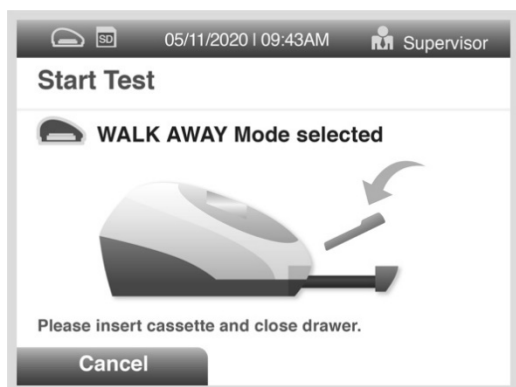 SD 05/11/2020 | 09:43AM Supervisor
Start Test
WALK AWAY Mode selected
Please insert cassette and close drawer.
Cancel